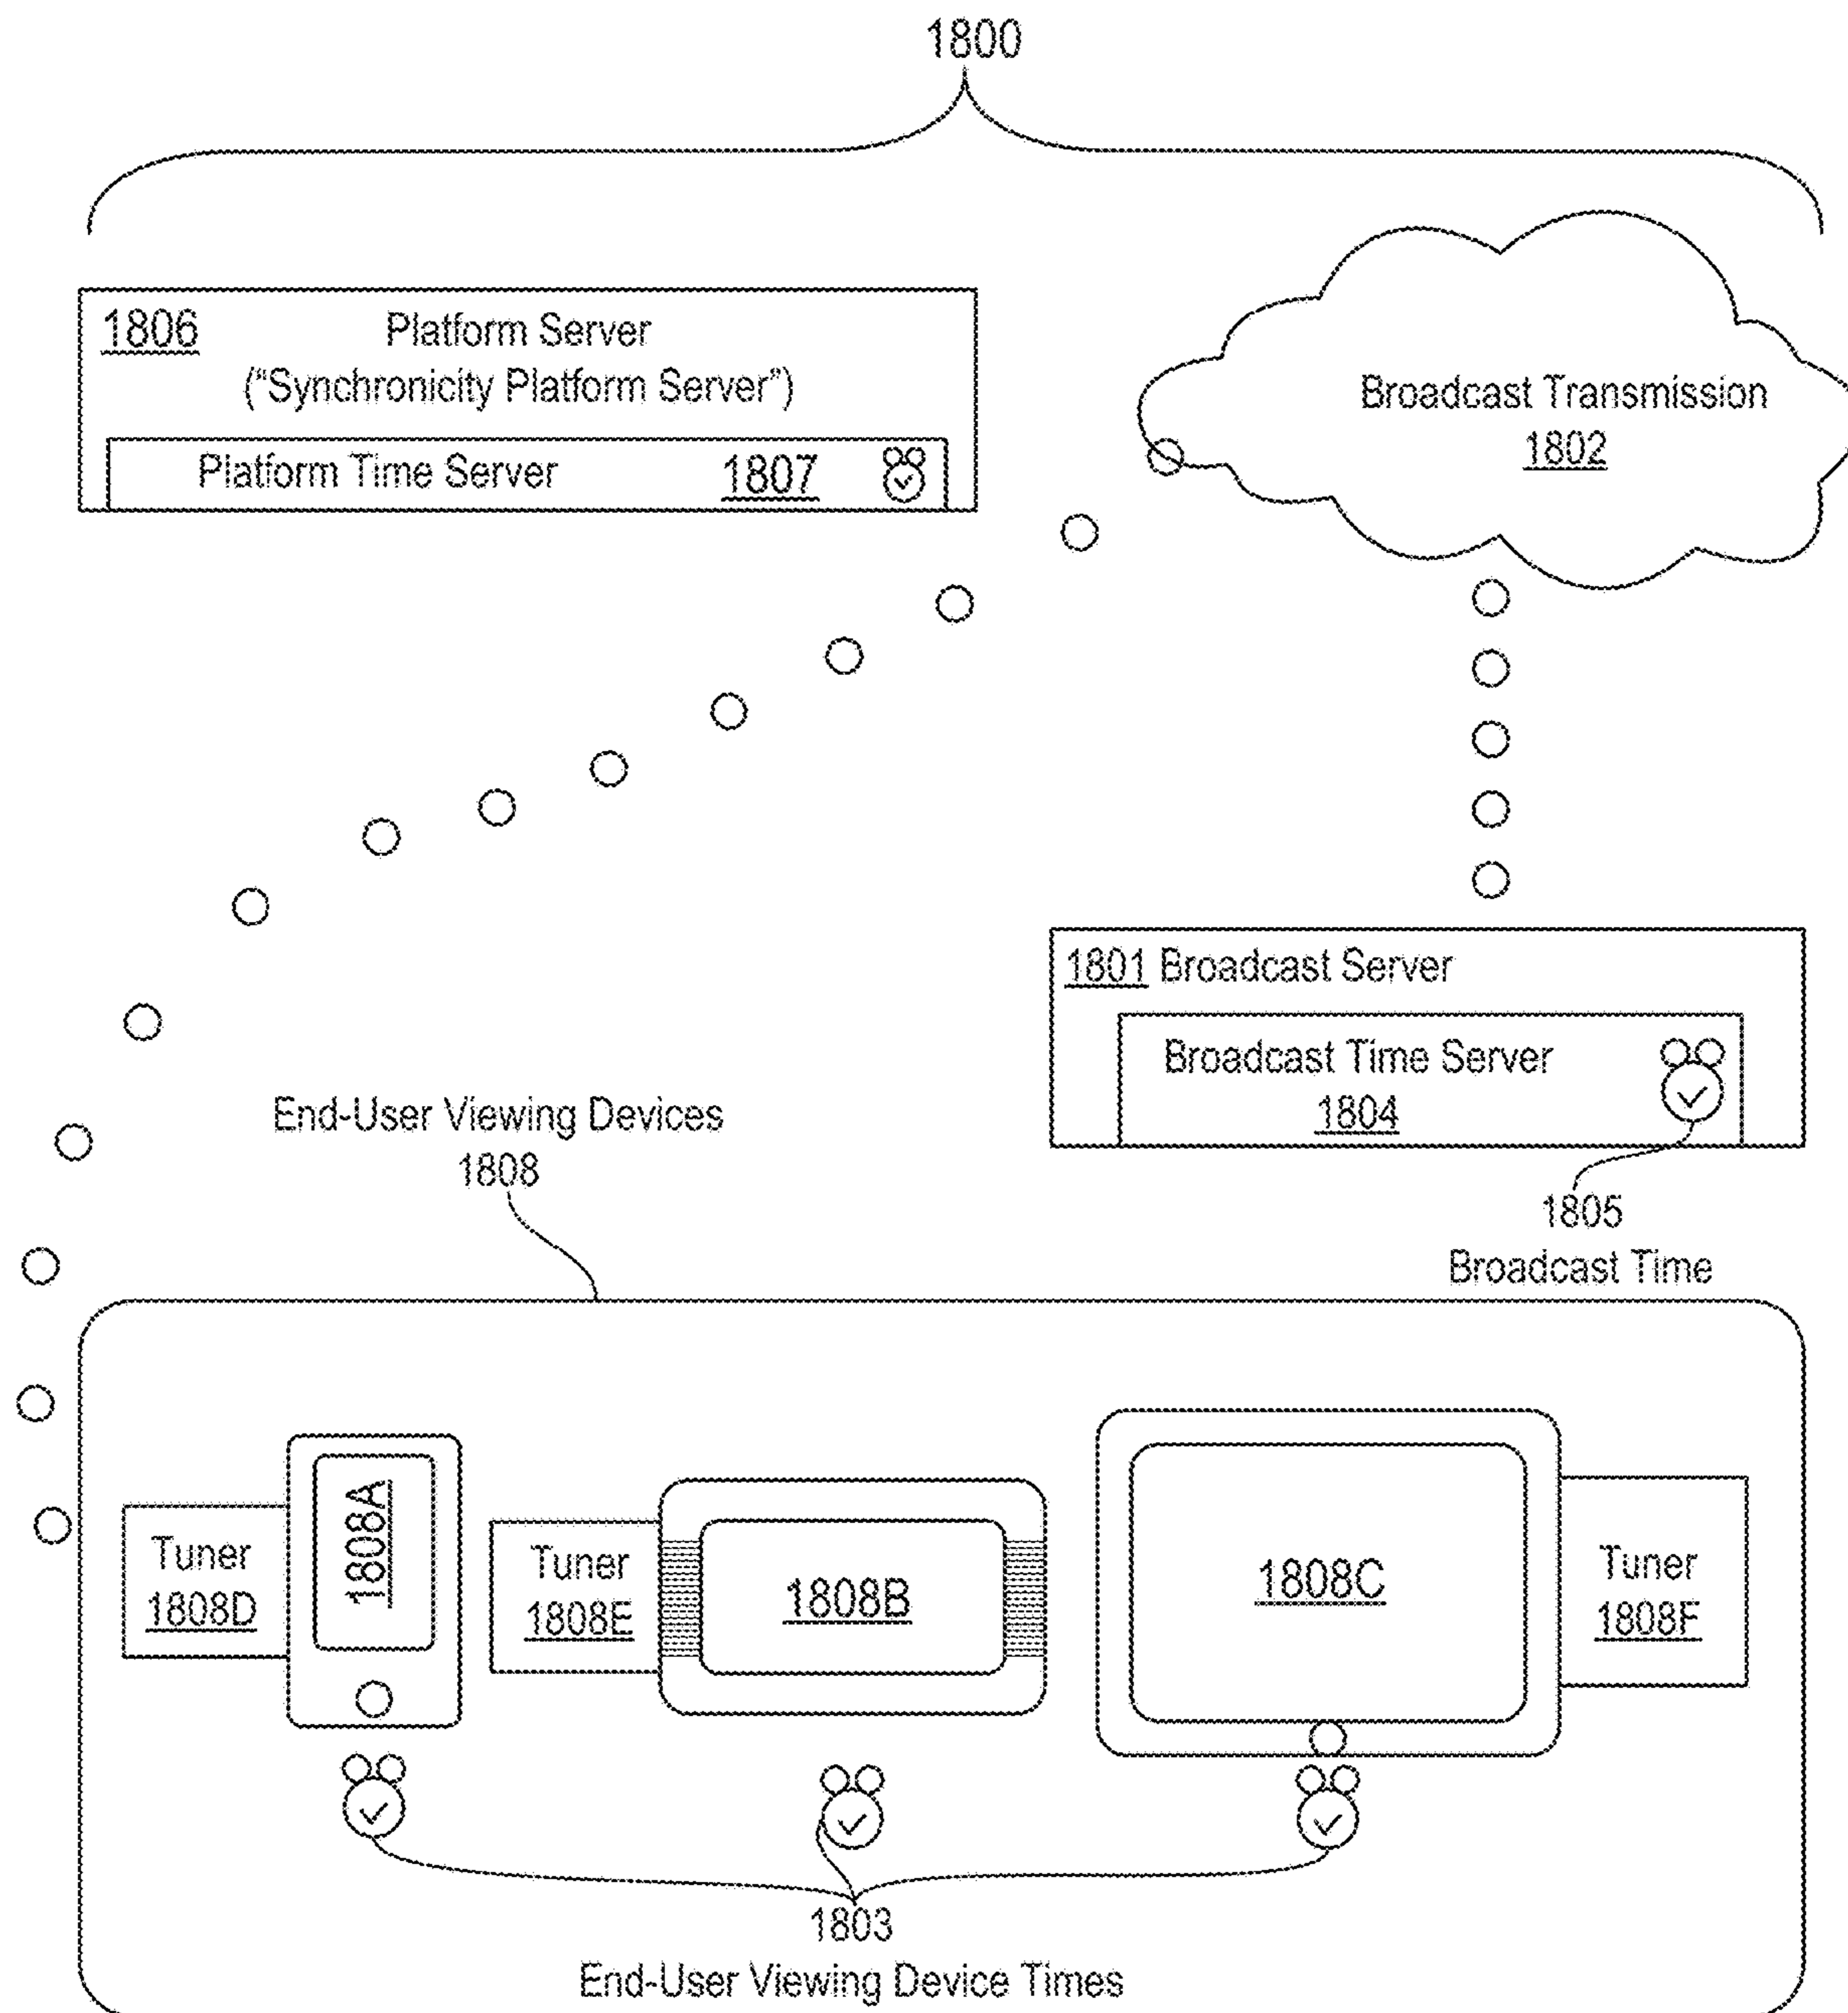 1800
1806 Platform Server
("Synchronicity Platform Server")
Platform Time Server 1807
Broadcast Transmission
1802
1801 Broadcast Server
Broadcast Time Server
1804
1805
Broadcast Time
End-User Viewing Devices
1808
Tuner
1808D
1808A
Tuner
1808E
1808B
1808C
Tuner
1808F
1803
End-User Viewing Device Times